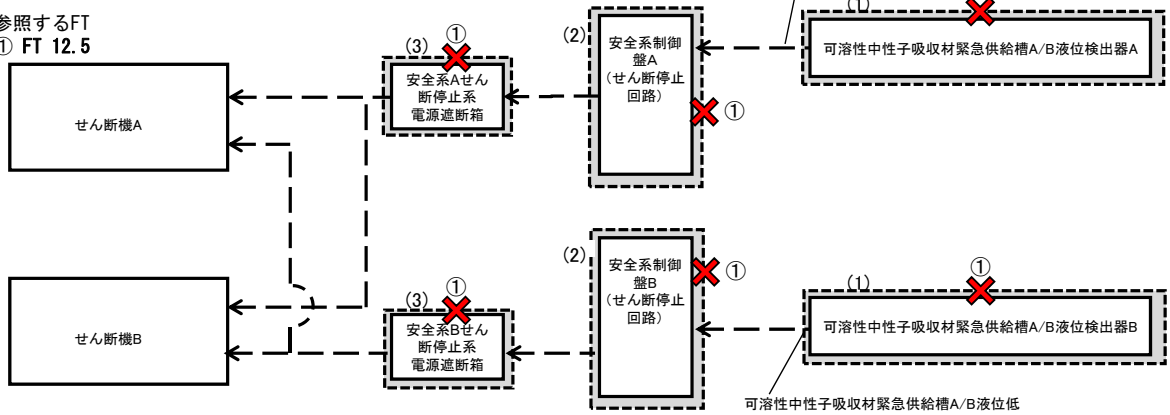 参照するFT
① FT 12.5
せん断機A
(3)
①
安全系Aせん
断停止系
電源遮断箱
(2)
安全系制御
盤A
(せん断停止
回路)
①
(1)
可溶性中性子吸収材緊急供給槽A/B液位検出器A
せん断機B
(3)
①
安全系Bせん
断停止系
電源遮断箱
(2)
安全系制御
盤B
(せん断停止
回路)
①
(1)
①
可溶性中性子吸収材緊急供給槽A/B液位検出器B
可溶性中性子吸収材緊急供給槽A/B液位低